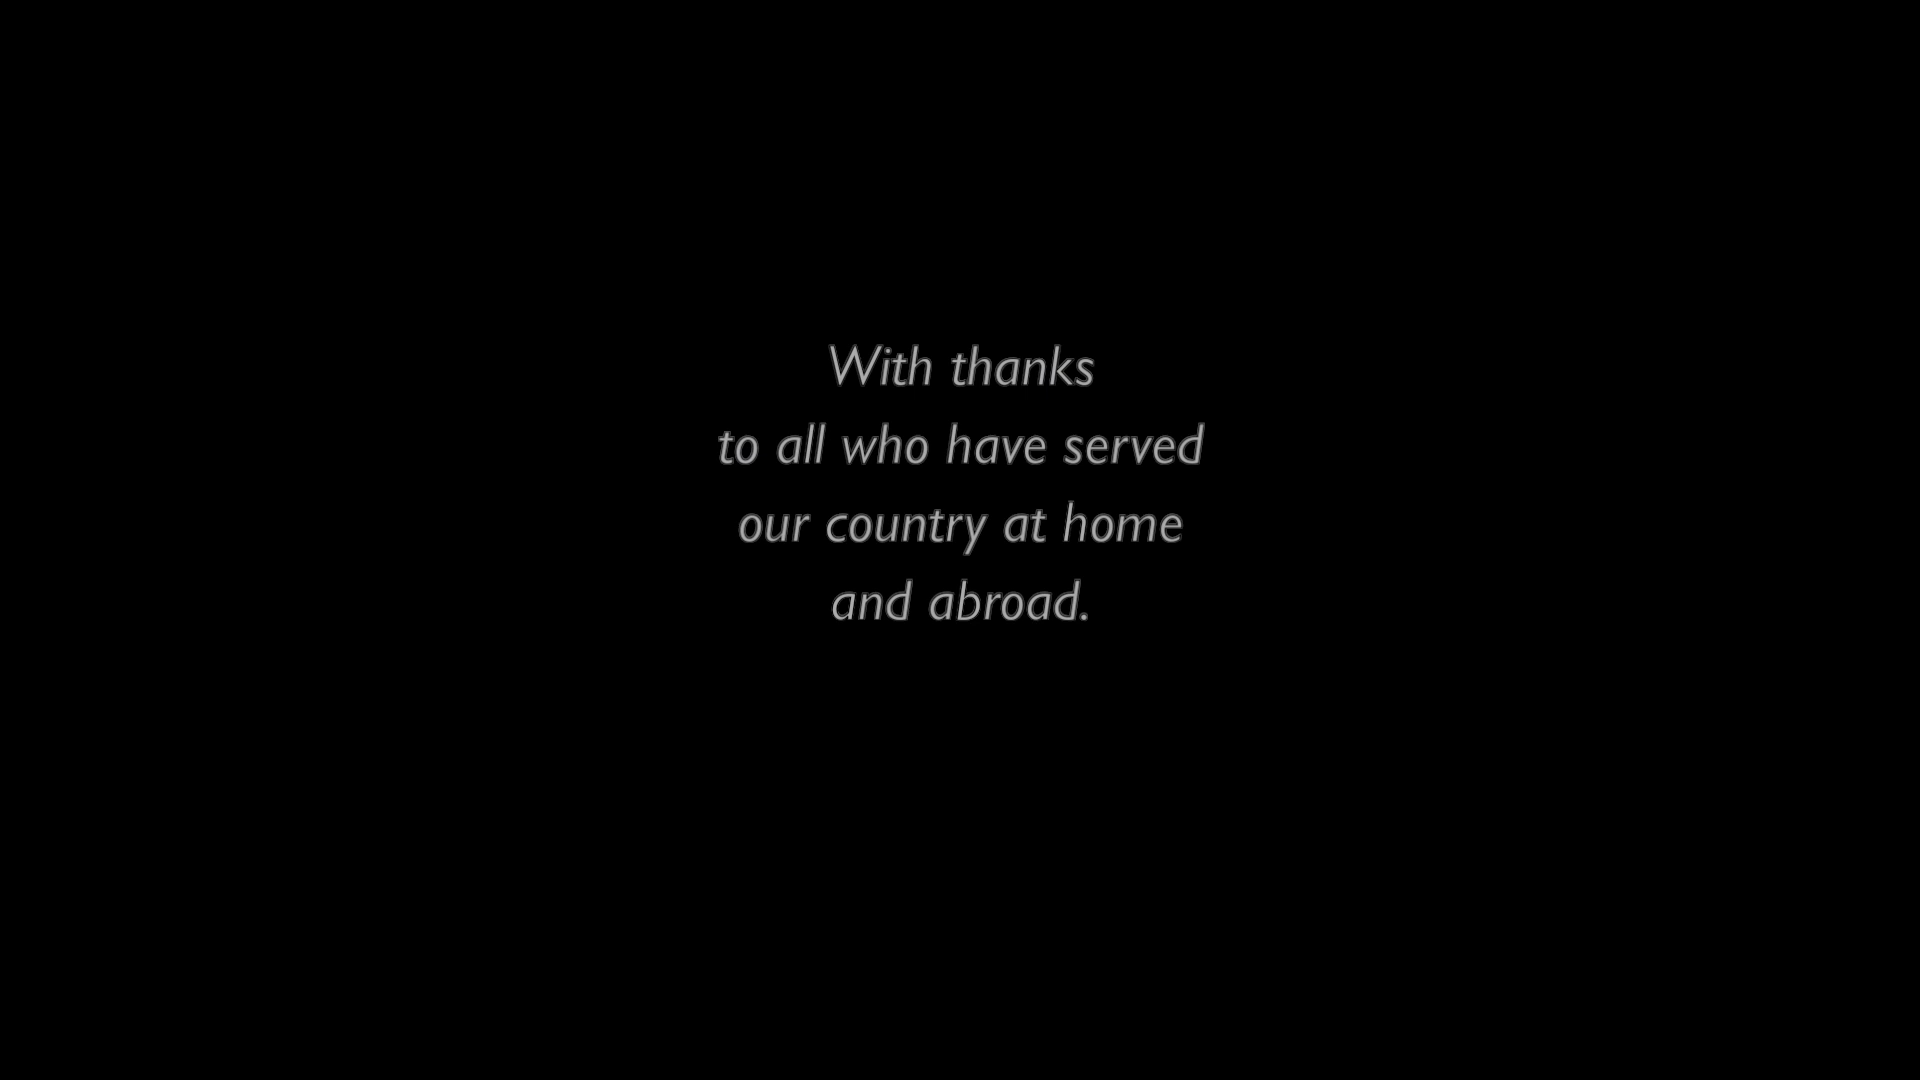 With thanks
to all who have served
our country at home
and abroad.